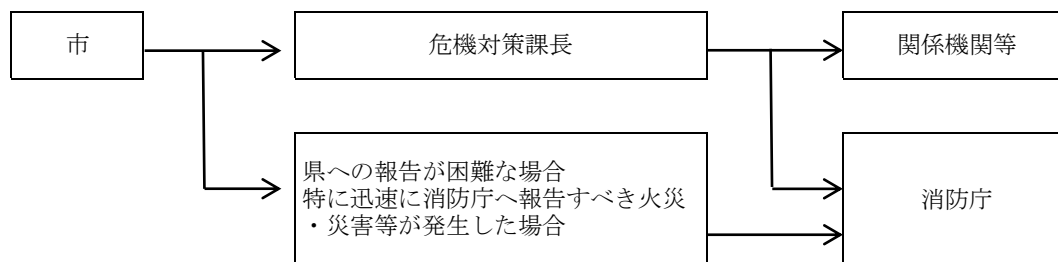 市
危機対策課長
関係機関等
県への報告が困難な場合
特に迅速に消防庁へ報告すべき火災
・災害等が発生した場合
消防庁